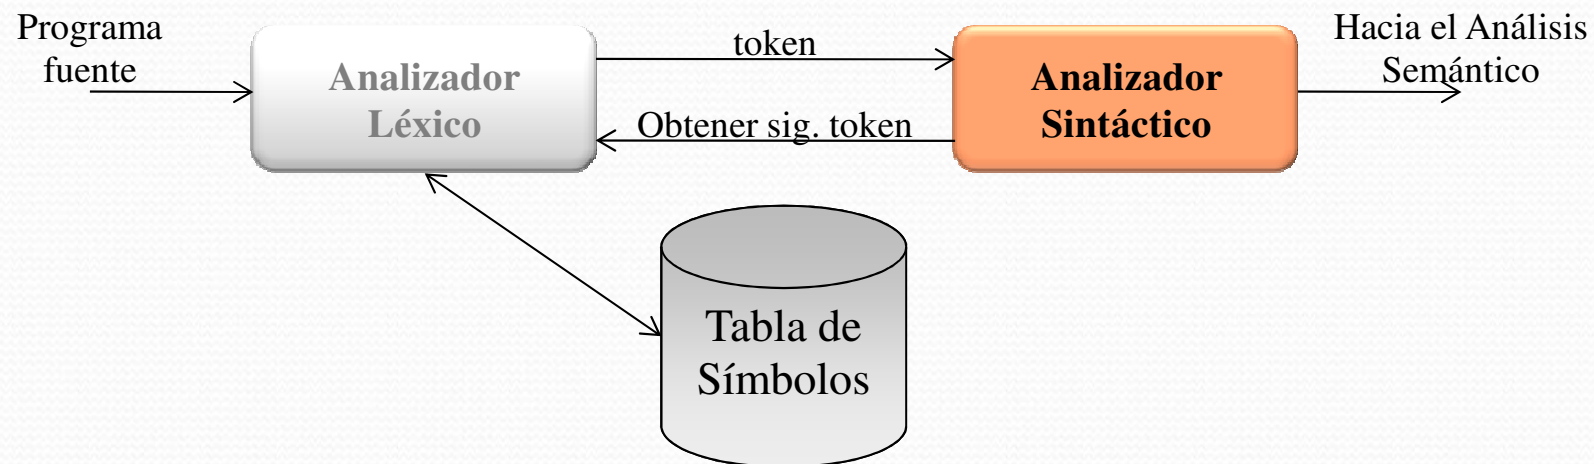 Programa
fuente
Analizador
Léxico
token
Obtener sig. token
Analizador
Sintáctico
Hacia el Análisis
Semántico
Tabla de
Símbolos